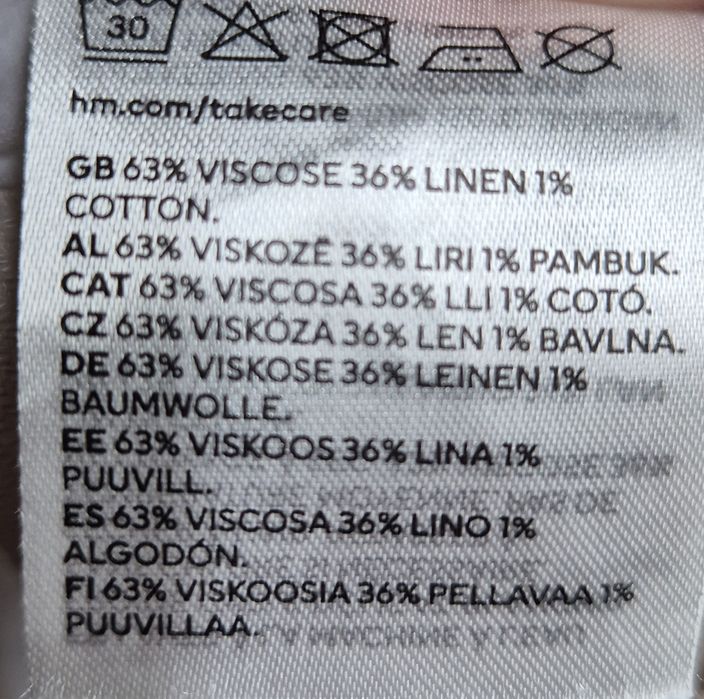 30
hm.com/takecare
GB 63% VISCOSE 36% LINEN 1%
COTTON.
AL 63% VISKOZË 36% LIRI 1% PAMBUK.
CAT 63% VISCOSA 36% LLI 1% COTÓ.
CZ 63% VISKÓZA 36% LEN 1% BAVLNA.
DE 63% VISKOSE 36% LEINEN 1%
BAUMWOLLE.
EE 63% VISKOOS 36% LINA 1%
PUUVILL.
ES 63% VISCOSA 36% LINO 1%
ALGODÓN.
FI 63% VISKOOSIA 36% PELLAVAA 1%
PUUVILLAA.